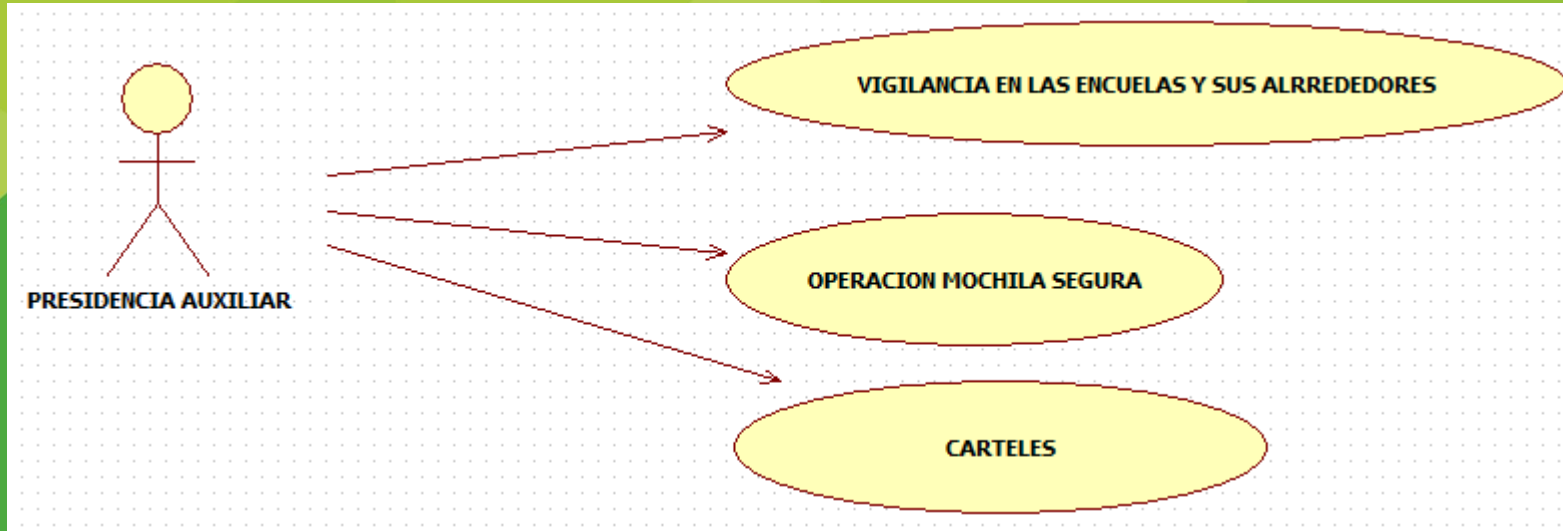 VIGILANCIA EN LAS ENCUELAS Y SUS ALRREDEDORES
PRESIDENCIA AUXILIAR
OPERACION MOCHILA SEGURA
CARTELES